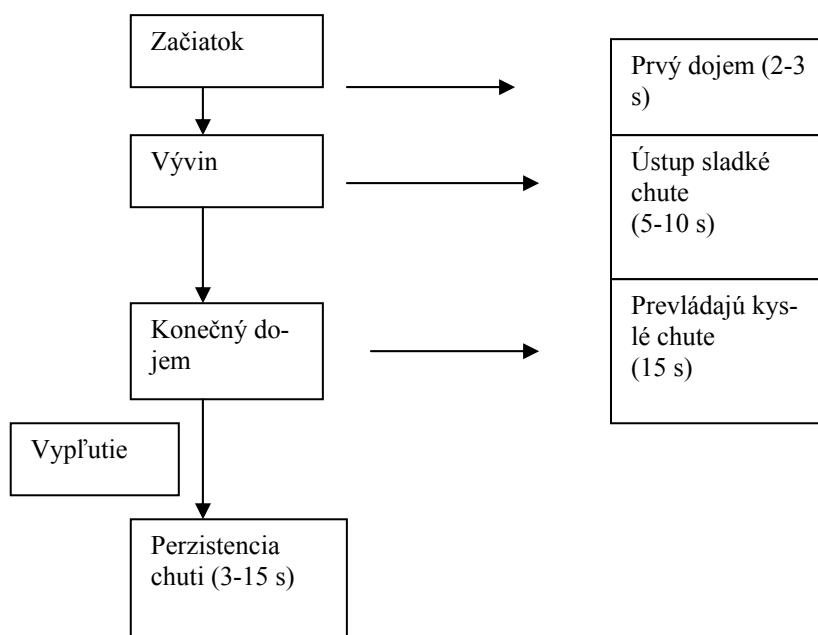 Začiatok
Prvý dojem (2-3
s)
Vývin
Ústup sladké
chute
(5-10 s)
Konečný do-
jem
Prevládajú kys-
lé chute
(15 s)
Vypľutie
Perzistencia
chuti (3-15 s)